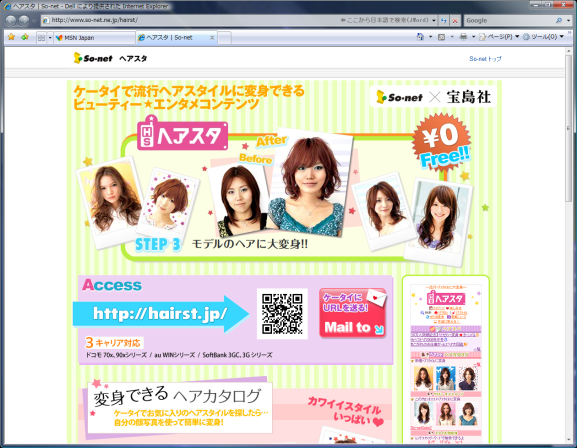 ヘアスタ | So-net - Dell により提供された Internet Explorer
http://www.so-net.ne.jp/hairst/
ここから日本語で検索(JWord)
Google
MSN Japan
ヘアスタ | So-net
ページ(P)
ツール(O)
So-net ヘアスタ
So-net トップ
ケータイで流行ヘアスタイルに変身できる
ビューティー★エンタメコンテンツ
So-net × 宝島社
HS ヘアスタ
¥0
Free!!
After
Before
STEP 3 モデルのヘアに大変身!!
Access
http://hairst.jp/
ケータイに
URLを送る!
Mail to
3キャリア対応
ドコモ 70x, 90xシリーズ / au WINシリーズ / SoftBank 3GC, 3G シリーズ
変身できる ヘアカタログ
ケータイでお気に入りのヘアスタイルを探したら…
自分の顔写真を使って簡単に変身!
カワイイスタイル
いっぱい
ヘアスタ